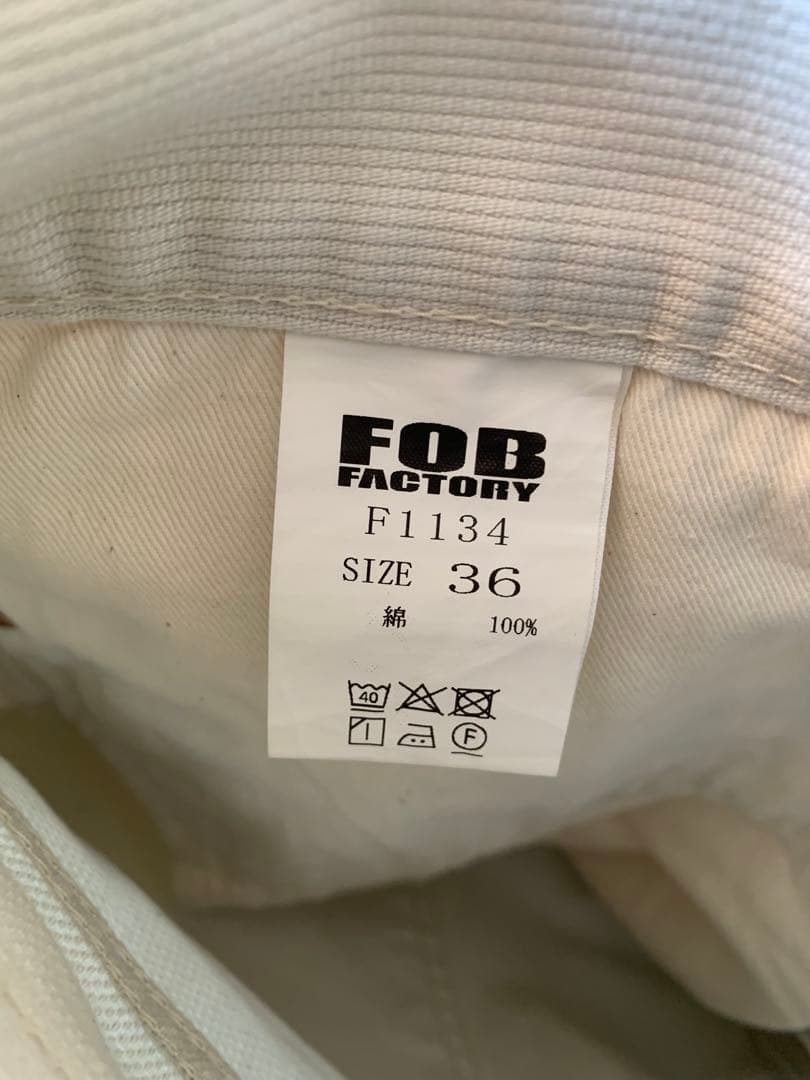 FOB
FACTORY
F1134
SIZE 36
綿 100%
40
F